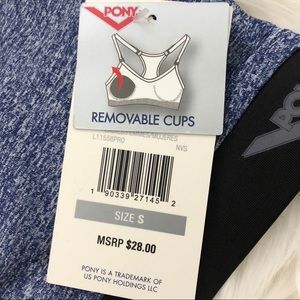 PONY
REMOVABLE CUPS
L11558PRO
NVS
1 90339 27145 2
SIZE S
MSRP $28.00
PONY IS A TRADEMARK OF
US PONY HOLDINGS LLC
PONY